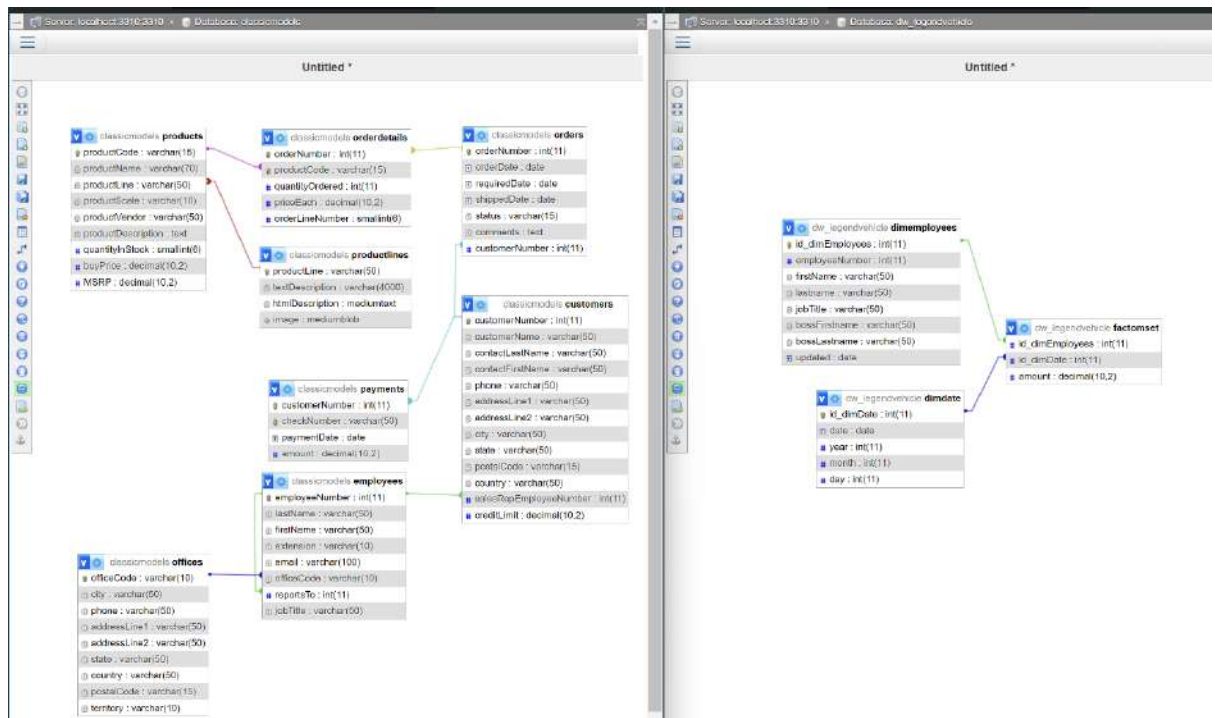 Server: localhost:3310:3310 » Database: classicmodels
Untitled *
classicmodels products
productCode : varchar(15)
productName : varchar(70)
productLine : varchar(50)
productScale : varchar(10)
productVendor : varchar(50)
productDescription : text
quantityInStock : smallint(6)
buyPrice : decimal(10,2)
MSRP : decimal(10,2)
classicmodels orderdetails
orderNumber : int(11)
productCode : varchar(15)
quantityOrdered : int(11)
priceEach : decimal(10,2)
orderLineNumber : smallint(6)
classicmodels orders
orderNumber : int(11)
orderDate : date
requiredDate : date
shippedDate : date
status : varchar(15)
comments : text
customerNumber : int(11)
classicmodels productlines
productLine : varchar(50)
textDescription : varchar(4000)
htmlDescription : mediumtext
image : mediumblob
classicmodels customers
customerNumber : int(11)
customerName : varchar(50)
contactLastName : varchar(50)
contactFirstName : varchar(50)
phone : varchar(50)
addressLine1 : varchar(50)
addressLine2 : varchar(50)
city : varchar(50)
state : varchar(50)
postalCode : varchar(15)
country : varchar(50)
salesRepEmployeeNumber : int(11)
creditLimit : decimal(10,2)
classicmodels payments
customerNumber : int(11)
checkNumber : varchar(50)
paymentDate : date
amount : decimal(10,2)
classicmodels employees
employeeNumber : int(11)
lastName : varchar(50)
firstName : varchar(50)
extension : varchar(10)
email : varchar(100)
officeCode : varchar(10)
reportsTo : int(11)
jobTitle : varchar(50)
classicmodels offices
officeCode : varchar(10)
city : varchar(50)
phone : varchar(50)
addressLine1 : varchar(50)
addressLine2 : varchar(50)
state : varchar(50)
country : varchar(50)
postalCode : varchar(15)
territory : varchar(10)
Server: localhost:3310:3310 » Database: dw_legendvehicle
Untitled *
dw_legendvehicle dimemployees
id_dimEmployees : int(11)
employeeNumber : int(11)
firstName : varchar(50)
lastname : varchar(50)
jobTitle : varchar(50)
bossFirstname : varchar(50)
bossLastname : varchar(50)
updated : date
dw_legendvehicle factomset
id_dimEmployees : int(11)
id_dimDate : int(11)
amount : decimal(10,2)
dw_legendvehicle dimdate
id_dimDate : int(11)
date : date
year : int(11)
month : int(11)
day : int(11)